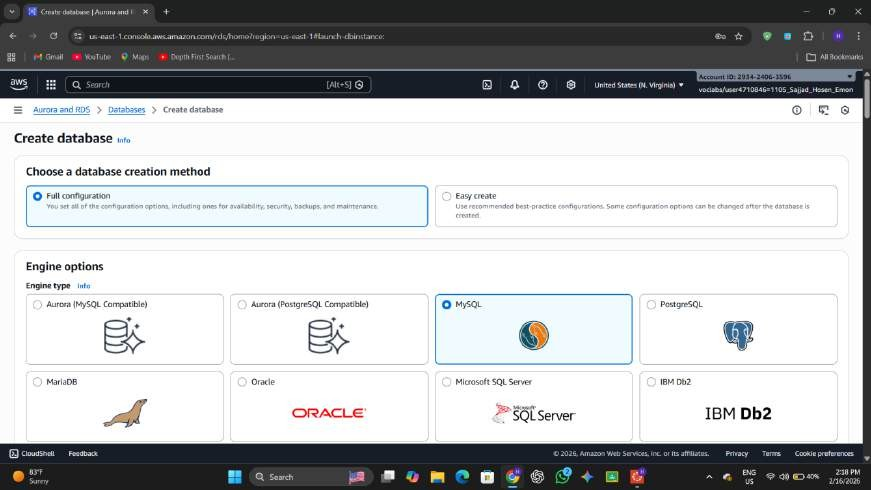 Create database | Aurora and R
us-east-1.console.aws.amazon.com/rds/home?region=us-east-1#launch-dbinstance:
Gmail
YouTube
Maps
Depth First Search (...
All Bookmarks
aws
Search
[Alt+S]
United States (N. Virginia)
Account ID: 2934-2406-3596
voclabs/user4710846=1105_Sajjad_Hosen_Emon
Aurora and RDS > Databases > Create database
Create database Info
Choose a database creation method
Full configuration
You set all of the configuration options, including ones for availability, security, backups, and maintenance.
Easy create
Use recommended best-practice configurations. Some configuration options can be changed after the database is
created.
Engine options
Engine type Info
Aurora (MySQL Compatible)
Aurora (PostgreSQL Compatible)
MySQL
PostgreSQL
MariaDB
Oracle
ORACLE
Microsoft SQL Server
Microsoft
SQL Server
IBM Db2
IBM Db2
CloudShell
Feedback
© 2026, Amazon Web Services, Inc. or its affiliates.
Privacy
Terms
Cookie preferences
83°F
Sunny
Search
2
ENG
US
40%
2:38 PM
2/16/2026